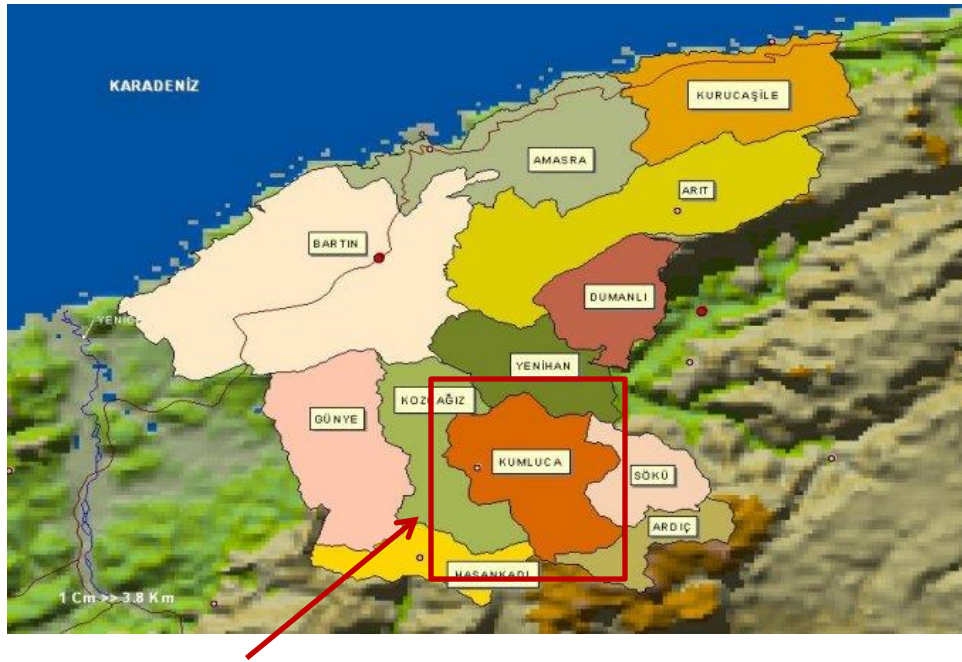 KARADENİZ
KURUCAŞİLE
AMASRA
ARIT
BARTIN
DUMANLI
YENİHAN
KOZCAĞIZ
GÜNYE
KUMLUCA
SÖKÜ
ARDIÇ
HASANKADI
1 Cm >> 3.8 Km